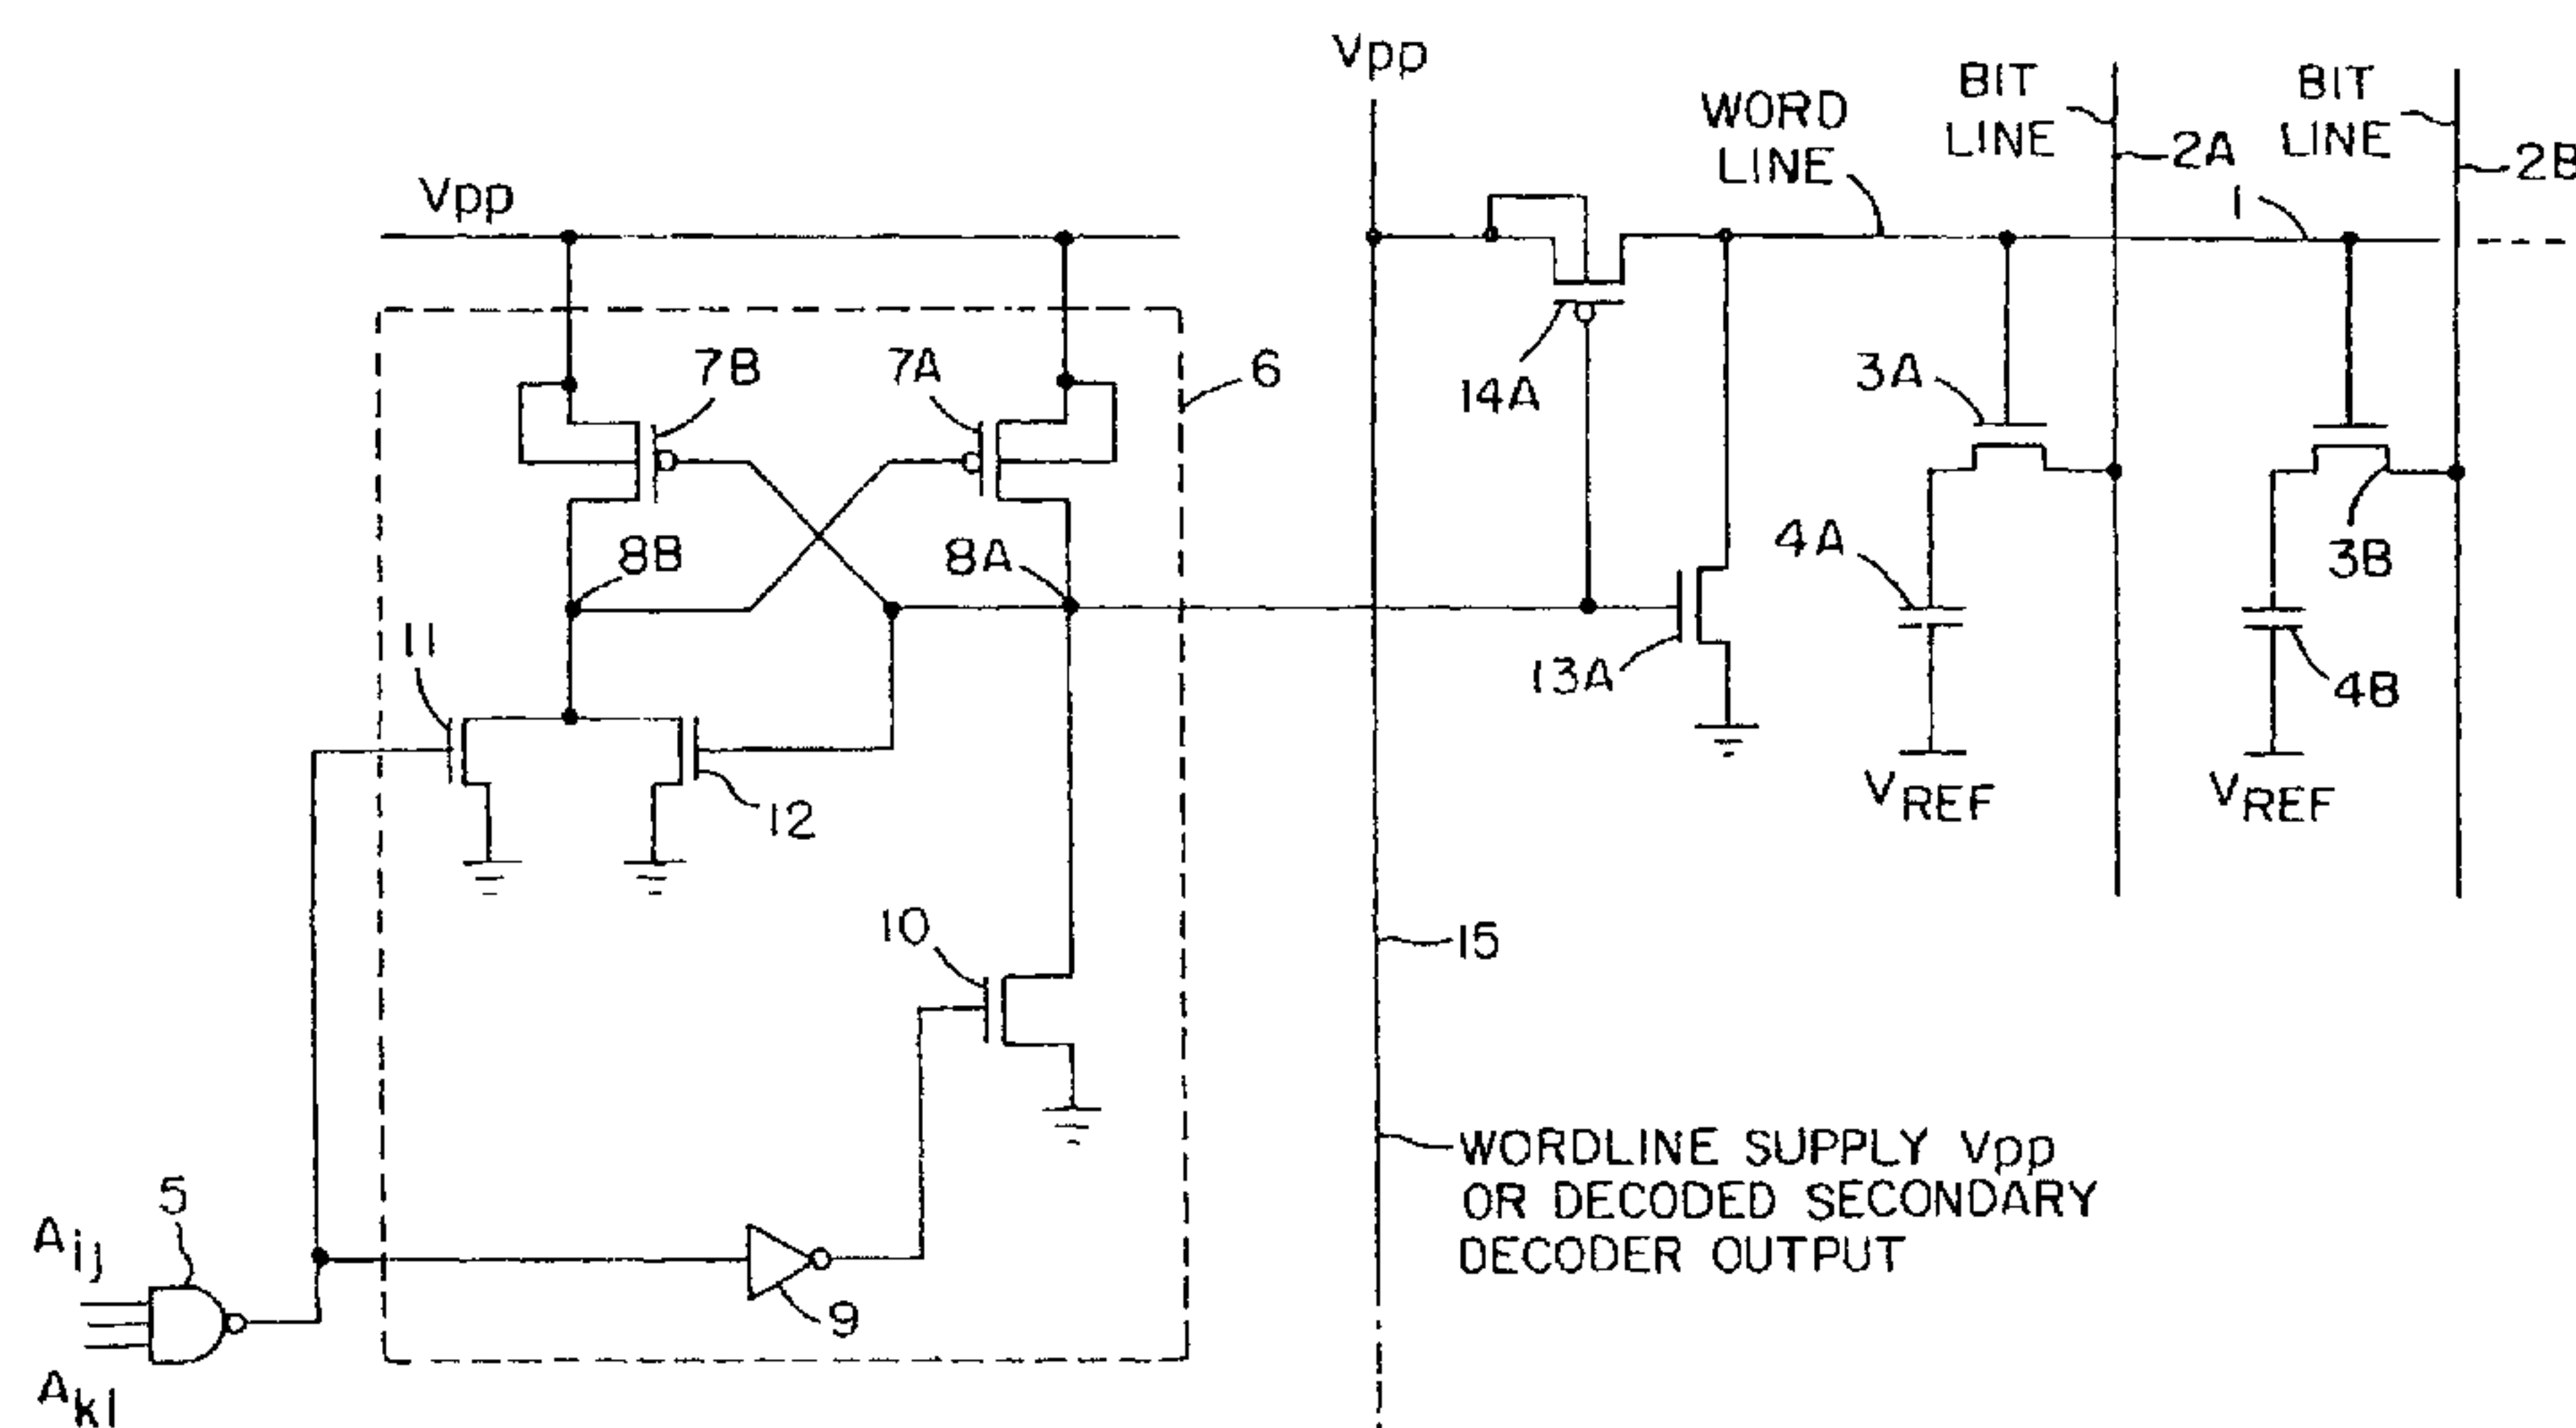 Vpp
BIT LINE
BIT LINE
WORD LINE
2A
2B
1
Vpp
7B
7A
6
14A
3A
8B
8A
4A
3B
11
13A
4B
12
VREF
VREF
10
15
WORDLINE SUPPLY Vpp
OR DECODED SECONDARY
DECODER OUTPUT
5
Aij
9
Akl